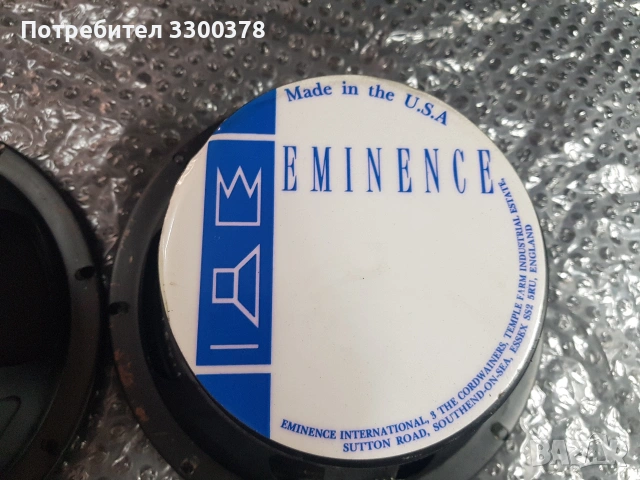 Потребител 3300378
Made in the U.S.A
EMINENCE
EMINENCE INTERNATIONAL, 3 THE CORDWAINERS, TEMPLE FARM INDUSTRIAL ESTATE,
SUTTON ROAD, SOUTHEND-ON-SEA, ESSEX SS2 5RU, ENGLAND